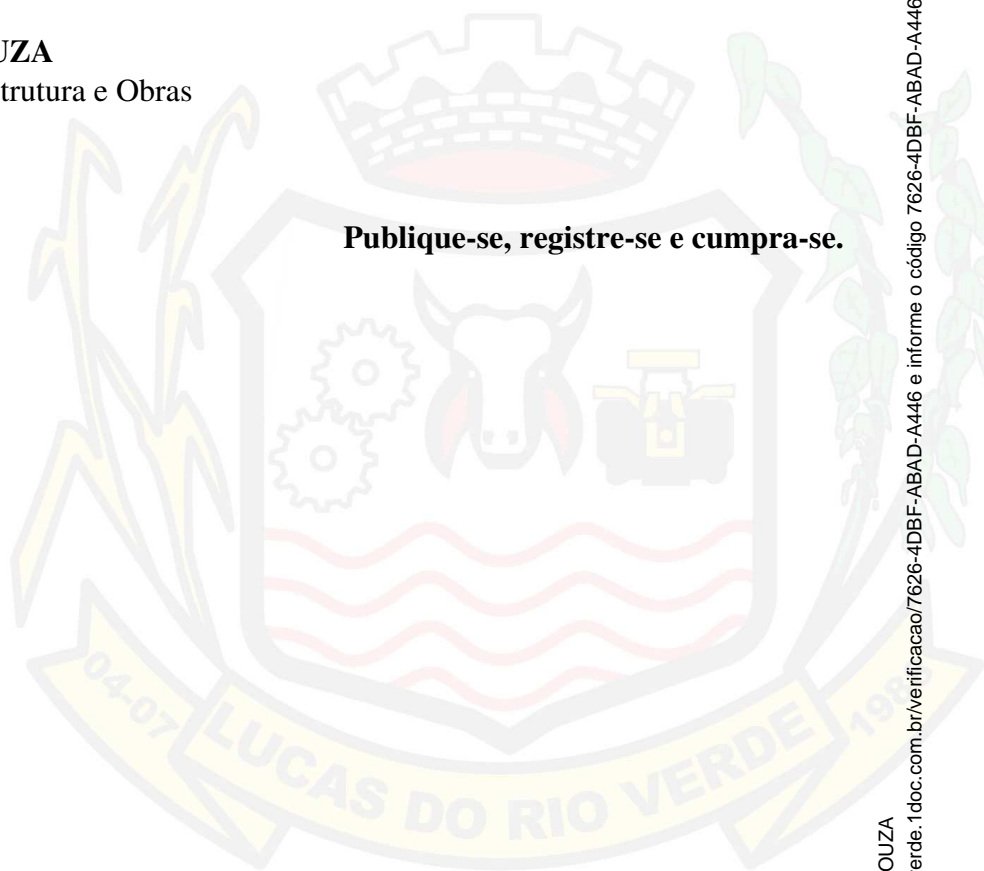 UZA
trutura e Obras
Publique-se, registre-se e cumpra-se.
04-07 LUCAS DO RIO VERDE 1988
OUZA
erde.1doc.com.br/verificacao/7626-4DBF-ABAD-A446 e informe o código 7626-4DBF-ABAD-A446